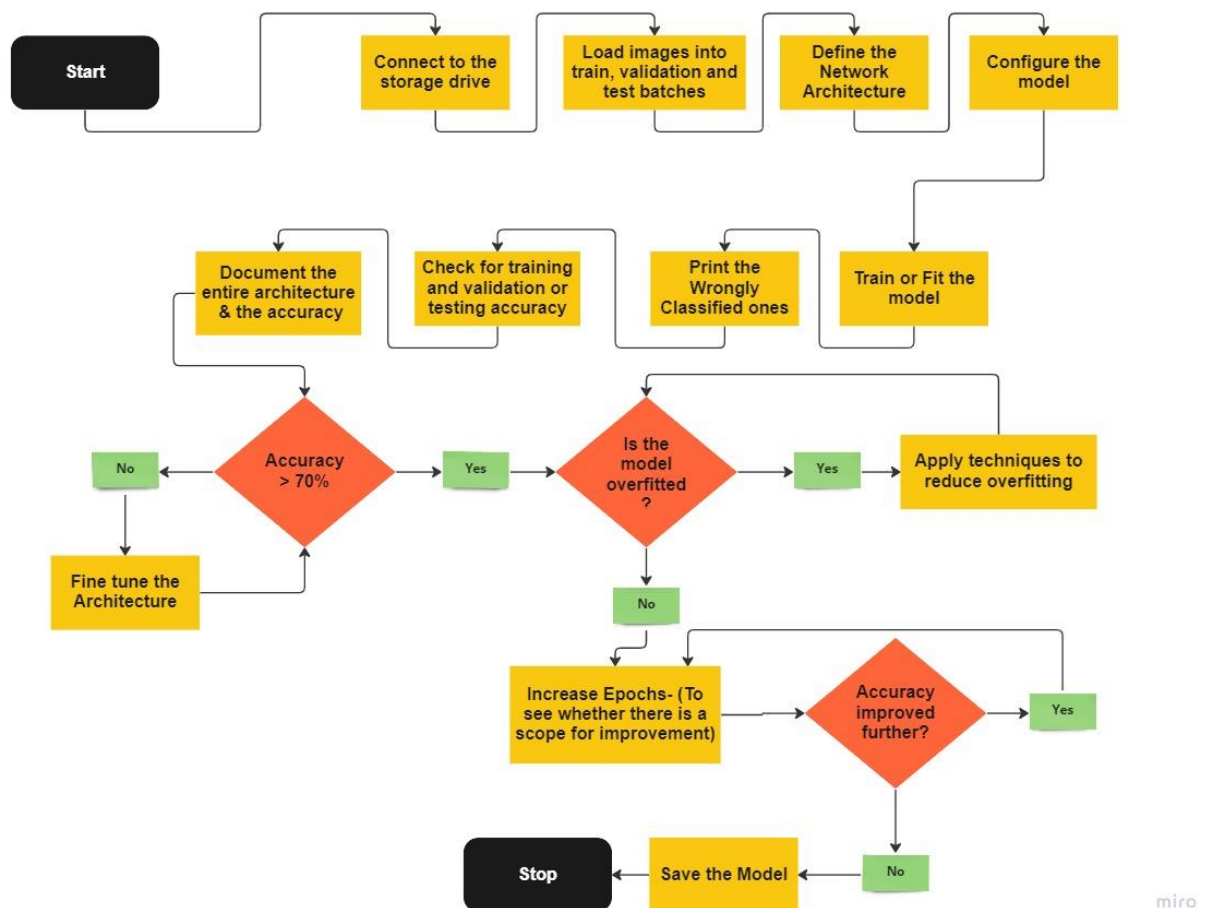 Start
Connect to the
storage drive
Load images into
train, validation and
test batches
Define the
Network
Architecture
Configure the
model
Train or Fit the
model
Print the
Wrongly
Classified ones
Check for training
and validation or
testing accuracy
Document the
entire architecture
& the accuracy
Accuracy
> 70%
No
Fine tune the
Architecture
Yes
Is the
model
overfitted
?
Yes
Apply techniques to
reduce overfitting
No
Increase Epochs- (To
see whether there is a
scope for improvement)
Accuracy
improved
further?
Yes
No
Save the Model
Stop
miro